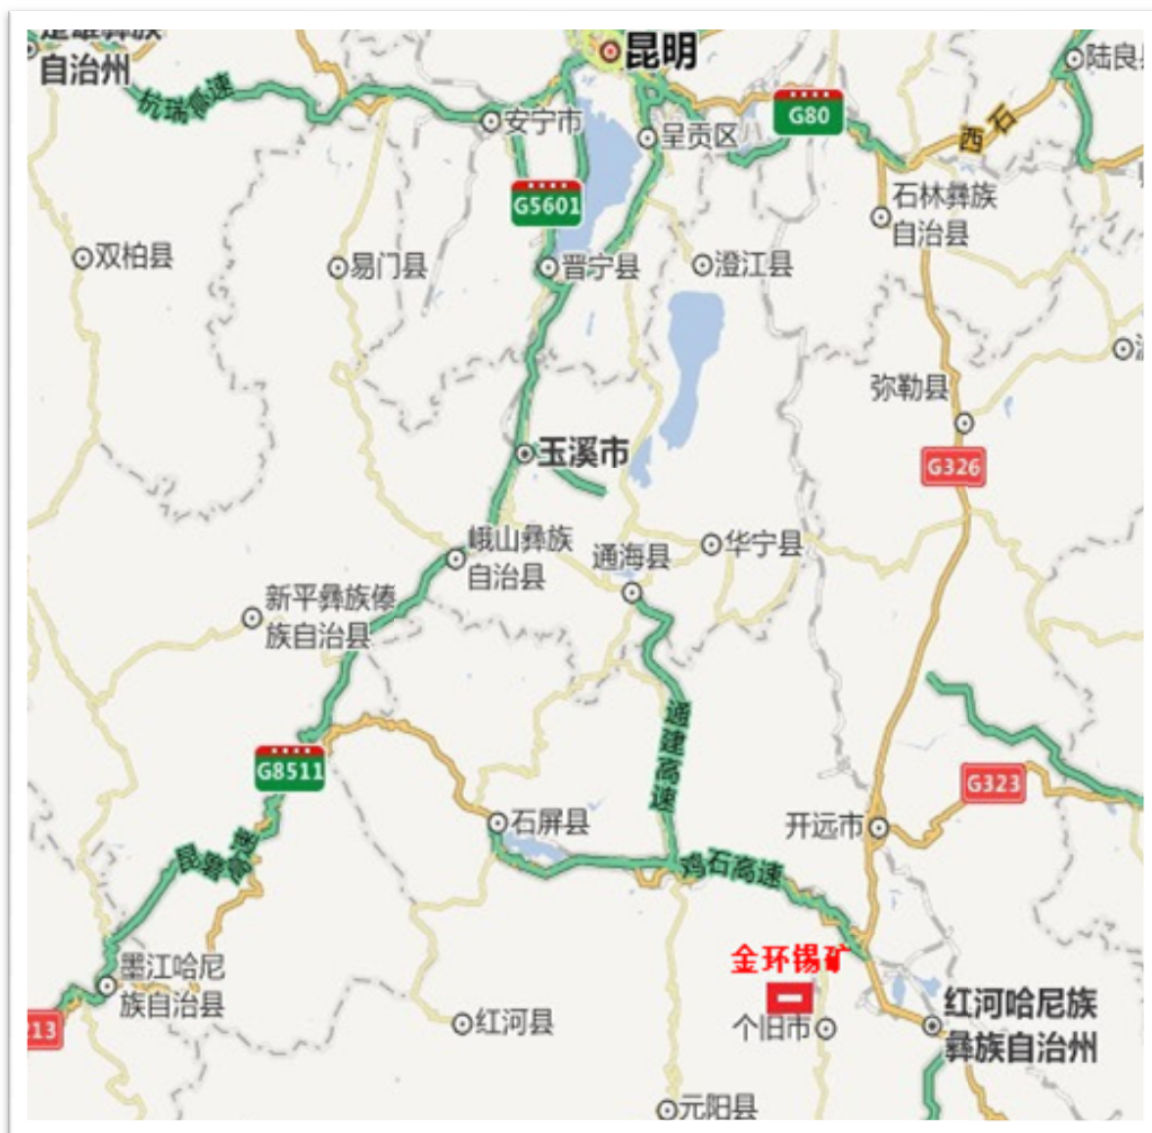 楚雄彝族
自治州
昆明
陆良县
杭瑞高速
安宁市
呈贡区
G80
西石
G5601
石林彝族
自治县
双柏县
易门县
晋宁县
澄江县
弥勒县
玉溪市
G326
峨山彝族
自治县
通海县
华宁县
新平彝族傣
族自治县
通建高速
G8511
G323
石屏县
开远市
昆磨高速
鸡石高速
金环锡矿
墨江哈尼
族自治县
红河哈尼族
彝族自治州
213
红河县
个旧市
元阳县